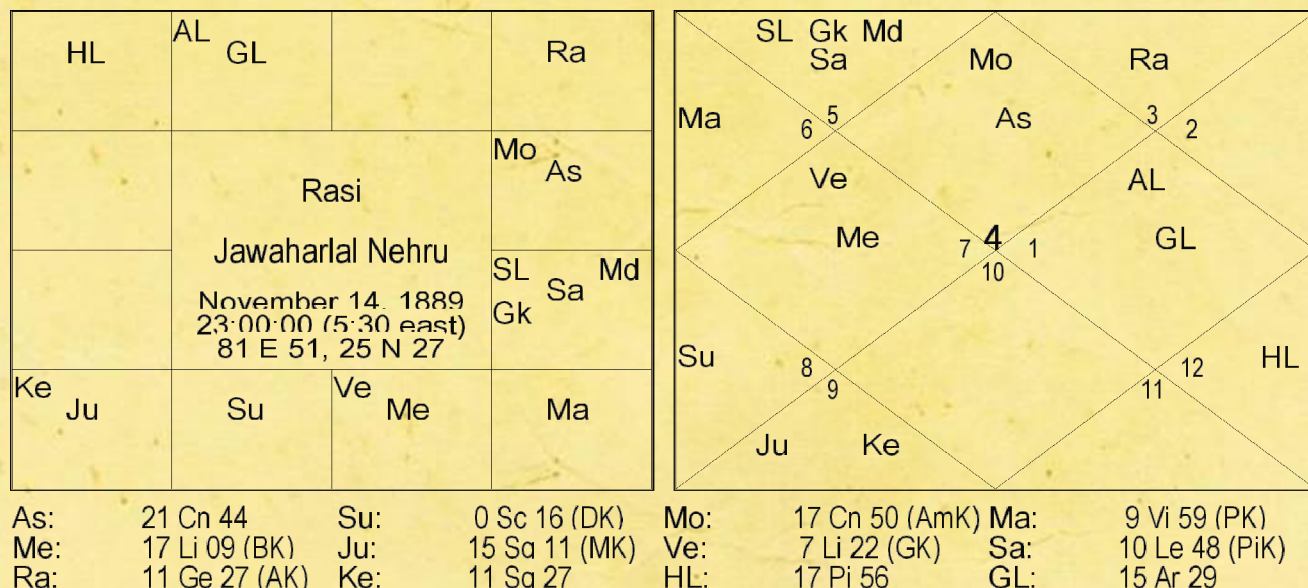 HL
AL
GL
Ra
Mo
As
Rasi
Jawaharlal Nehru
November 14, 1889
23:00:00 (5:30 east)
81 E 51, 25 N 27
SL Md
Sa
Gk
Ke
Ju
Su
Ve
Me
Ma
SL Gk Md
Sa
Mo
Ra
Ma
6 5
As
3 2
Ve
AL
Me
7 4 1
GL
10
Su
8
9
12
11
HL
Ju Ke
As: 21 Cn 44 Su: 0 Sc 16 (DK) Mo: 17 Cn 50 (AmK) Ma: 9 Vi 59 (PK)
Me: 17 Li 09 (BK) Ju: 15 Sg 11 (MK) Ve: 7 Li 22 (GK) Sa: 10 Le 48 (PiK)
Ra: 11 Ge 27 (AK) Ke: 11 Sg 27 HL: 17 Pi 56 GL: 15 Ar 29